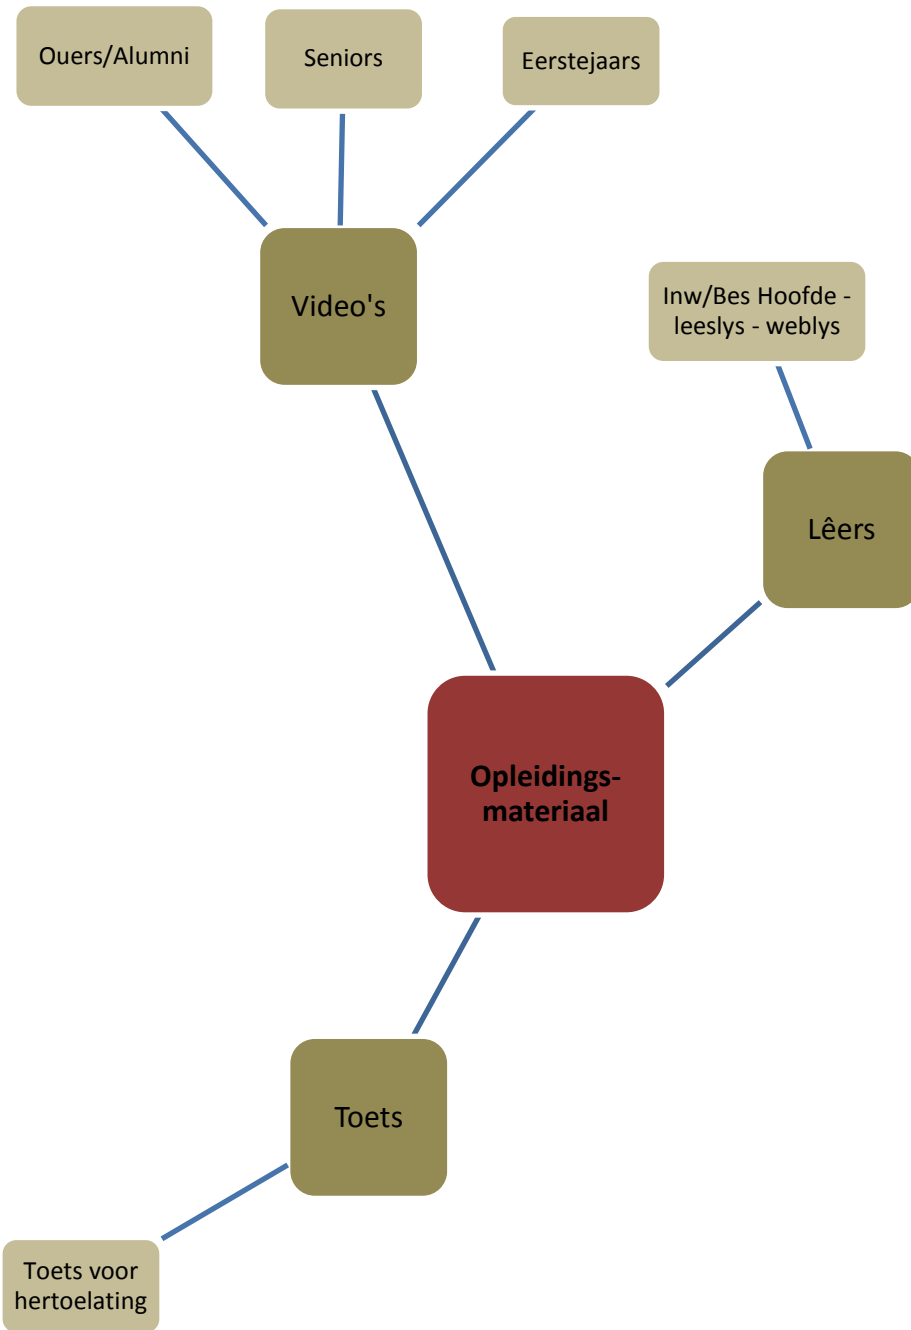 Ouers/Alumni
Seniors
Eerstejaars
Video's
Inw/Bes Hoofde -
leeslys - weblys
Lêers
Opleidings-
materiaal
Toets
Toets voor
hertoelating